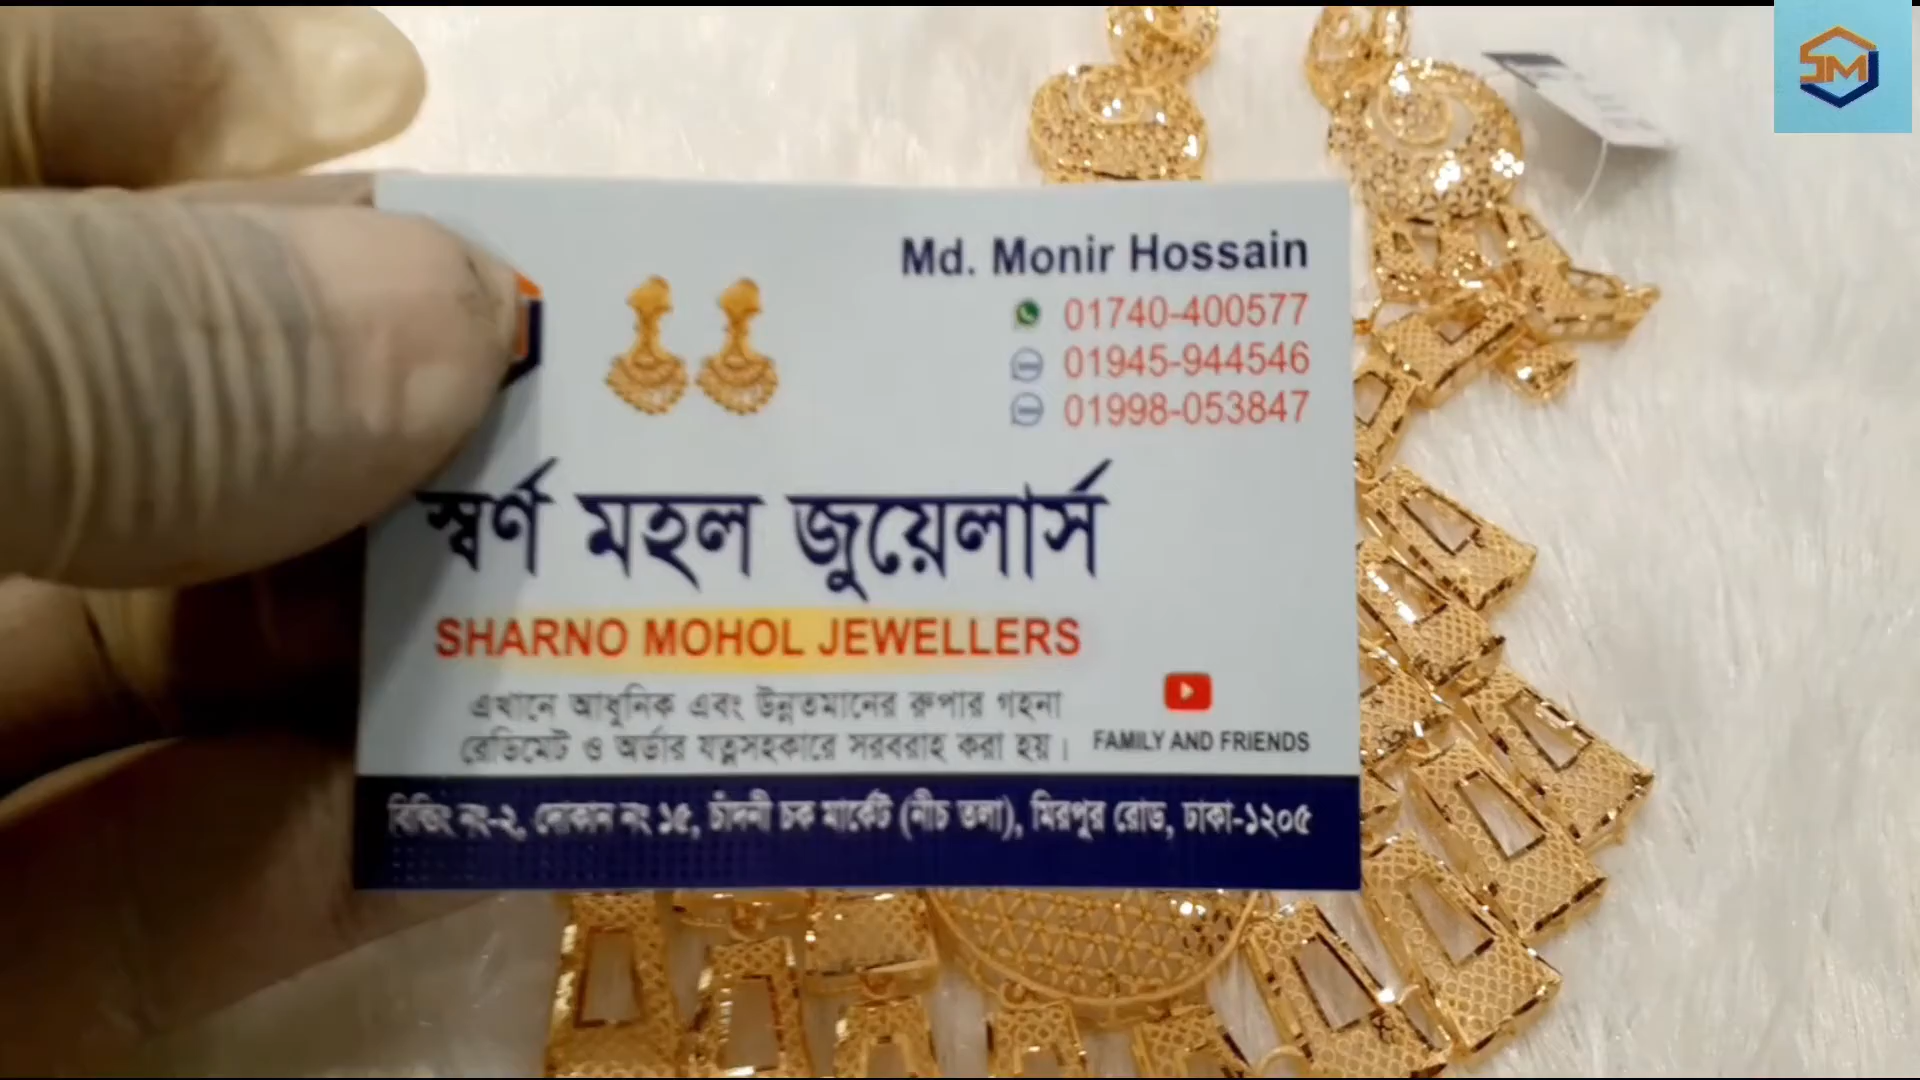 SMJ
Md. Monir Hossain
01740-400577
01945-944546
01998-053847
স্বর্ণ মহল জুয়েলার্স
SHARNO MOHOL JEWELLERS
এখানে আধুনিক এবং উন্নতমানের রুপার গহনা
রেডিমেট ও অর্ডার যত্নসহকারে সরবরাহ করা হয়।
FAMILY AND FRIENDS
বিল্ডিং নং-২, দোকান নং ১৫, চাঁদনী চক মার্কেট (নীচ তলা), মিরপুর রোড, ঢাকা-১২০৫